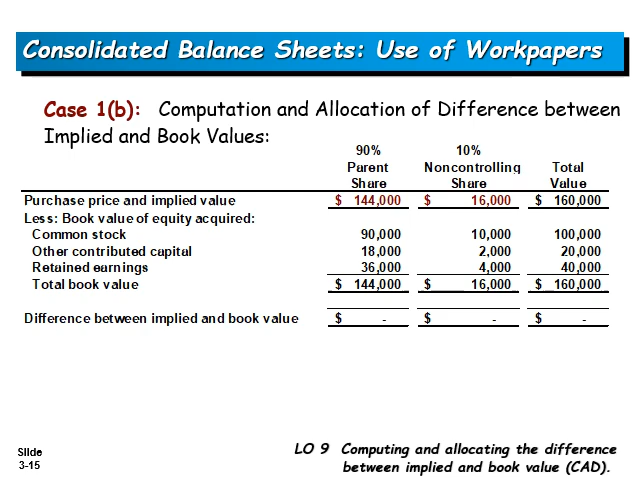 Consolidated Balance Sheets: Use of Workpapers
Case 1(b): Computation and Allocation of Difference between
Implied and Book Values:
90% 10%
Parent Noncontrolling Total
Share Share Value
Purchase price and implied value $ 144,000 $ 16,000 $ 160,000
Less: Book value of equity acquired:
Common stock 90,000 10,000 100,000
Other contributed capital 18,000 2,000 20,000
Retained earnings 36,000 4,000 40,000
Total book value $ 144,000 $ 16,000 $ 160,000
Difference between implied and book value $ - $ - $ -
Slide
3-15
LO 9 Computing and allocating the difference
between implied and book value (CAD).